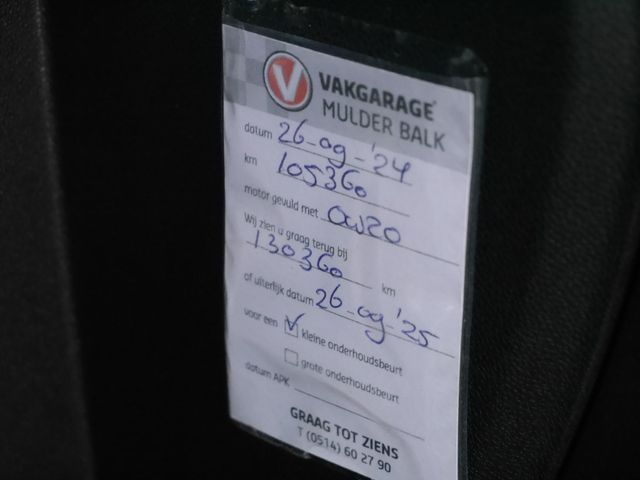 V VAKGARAGE
MULDER BALK
datum 26-09-'24
km 105360
motor gevuld met 0W20
Wij zien u graag terug bij
130360 km
of uiterlijk datum 26-09-'25
voor een kleine onderhoudsbeurt
grote onderhoudsbeurt
datum APK
GRAAG TOT ZIENS
T (0514) 60 27 90